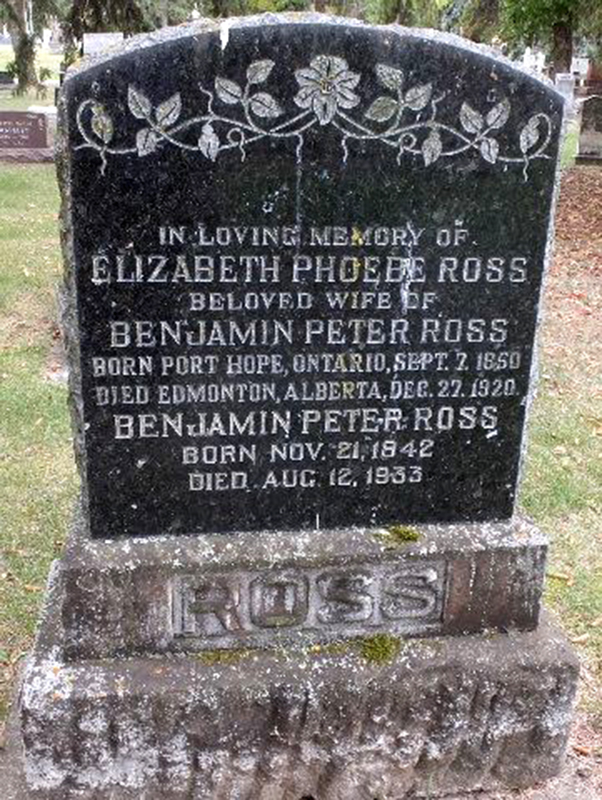 IN LOVING MEMORY OF
ELIZABETH PHOEBE ROSS
BELOVED WIFE OF
BENJAMIN PETER ROSS
BORN PORT HOPE, ONTARIO, SEPT. 7. 1850
DIED EDMONTON, ALBERTA, DEC. 27. 1920.
BENJAMIN PETER ROSS
BORN NOV. 21, 1842
DIED AUG 12, 1933
ROSS